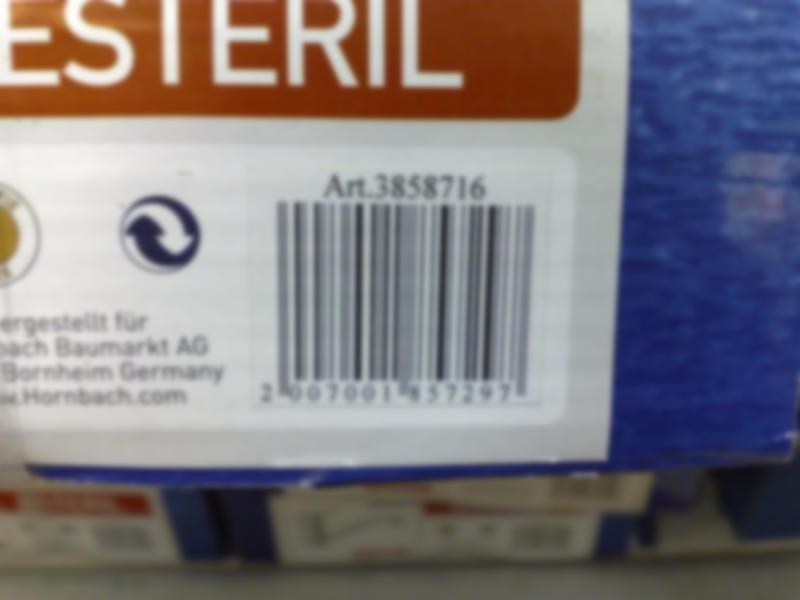 ESTERIL
Art.3858716
2 007001 857297
ergestellt für
bach Baumarkt AG
Bornheim Germany
.Hornbach.com